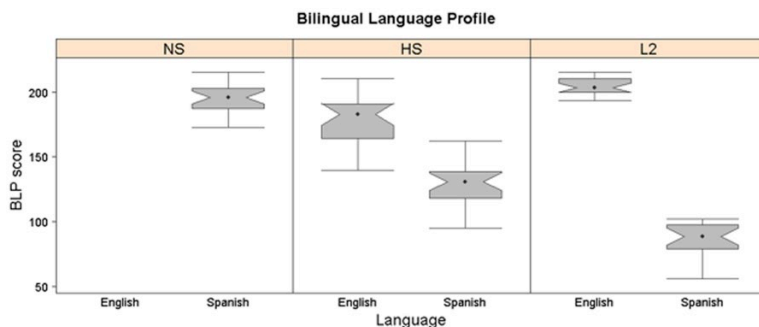 Bilingual Language Profile
NS HS L2
BLP score
200
150
100
50
English Spanish English Spanish English Spanish
Language